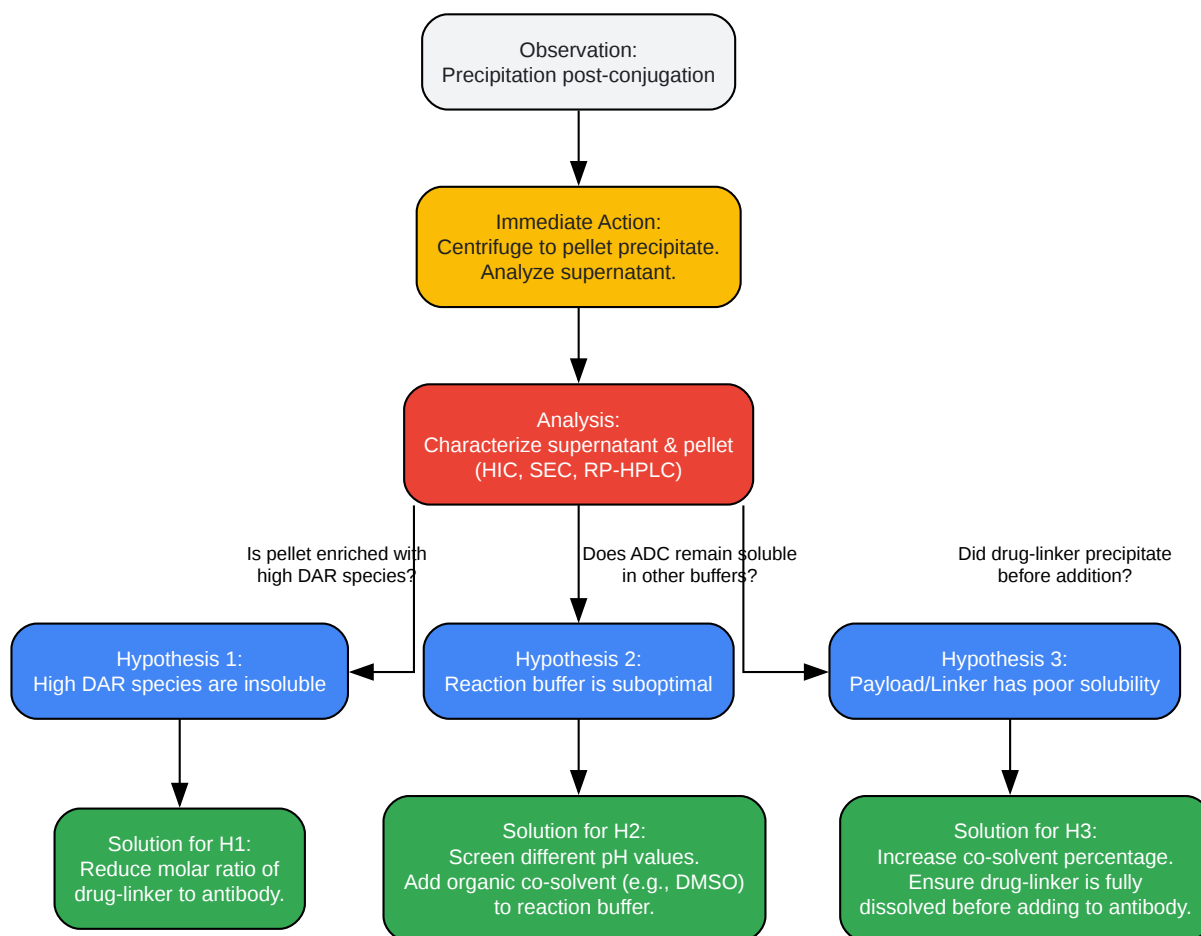 Observation:
Precipitation post-conjugation
Immediate Action:
Centrifuge to pellet precipitate.
Analyze supernatant.
Analysis:
Characterize supernatant & pellet
(HIC, SEC, RP-HPLC)
Is pellet enriched with
high DAR species?
Does ADC remain soluble
in other buffers?
Did drug-linker precipitate
before addition?
Hypothesis 1:
High DAR species are insoluble
Hypothesis 2:
Reaction buffer is suboptimal
Hypothesis 3:
Payload/Linker has poor solubility
Solution for H1:
Reduce molar ratio of
drug-linker to antibody.
Solution for H2:
Screen different pH values.
Add organic co-solvent (e.g., DMSO)
to reaction buffer.
Solution for H3:
Increase co-solvent percentage.
Ensure drug-linker is fully
dissolved before adding to antibody.